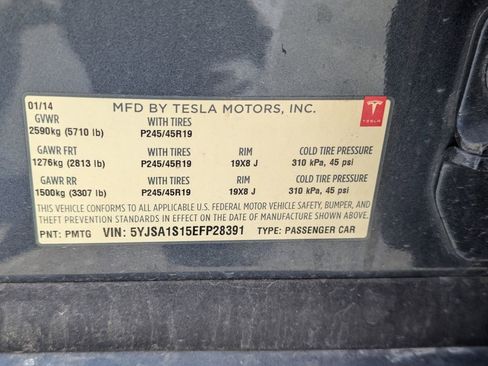 01/14 MFD BY TESLA MOTORS, INC.
GVWR WITH TIRES
2590kg (5710 lb) P245/45R19
TESLA
GAWR FRT WITH TIRES RIM COLD TIRE PRESSURE
1276kg (2813 lb) P245/45R19 19X8 J 310 kPa, 45 psi
GAWR RR WITH TIRES RIM COLD TIRE PRESSURE
1500kg (3307 lb) P245/45R19 19X8 J 310 kPa, 45 psi
THIS VEHICLE CONFORMS TO ALL APPLICABLE U.S. FEDERAL MOTOR VEHICLE SAFETY, BUMPER, AND
THEFT PREVENTION STANDARDS IN EFFECT ON THE DATE OF MANUFACTURE SHOWN ABOVE.
PNT: PMTG VIN: 5YJSA1S15EFP28391 TYPE: PASSENGER CAR